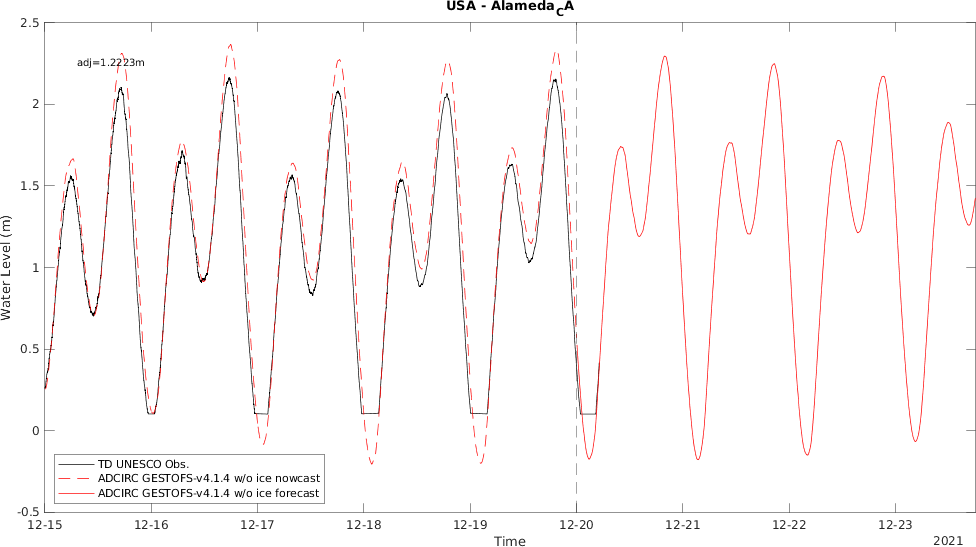 USA - Alameda_CA
adj=1.2223m
2.5
2
1.5
1
0.5
0
-0.5
Water Level (m)
TD UNESCO Obs.
ADCIRC GESTOFS-v4.1.4 w/o ice nowcast
ADCIRC GESTOFS-v4.1.4 w/o ice forecast
12-15 12-16 12-17 12-18 12-19 12-20 12-21 12-22 12-23
Time
2021